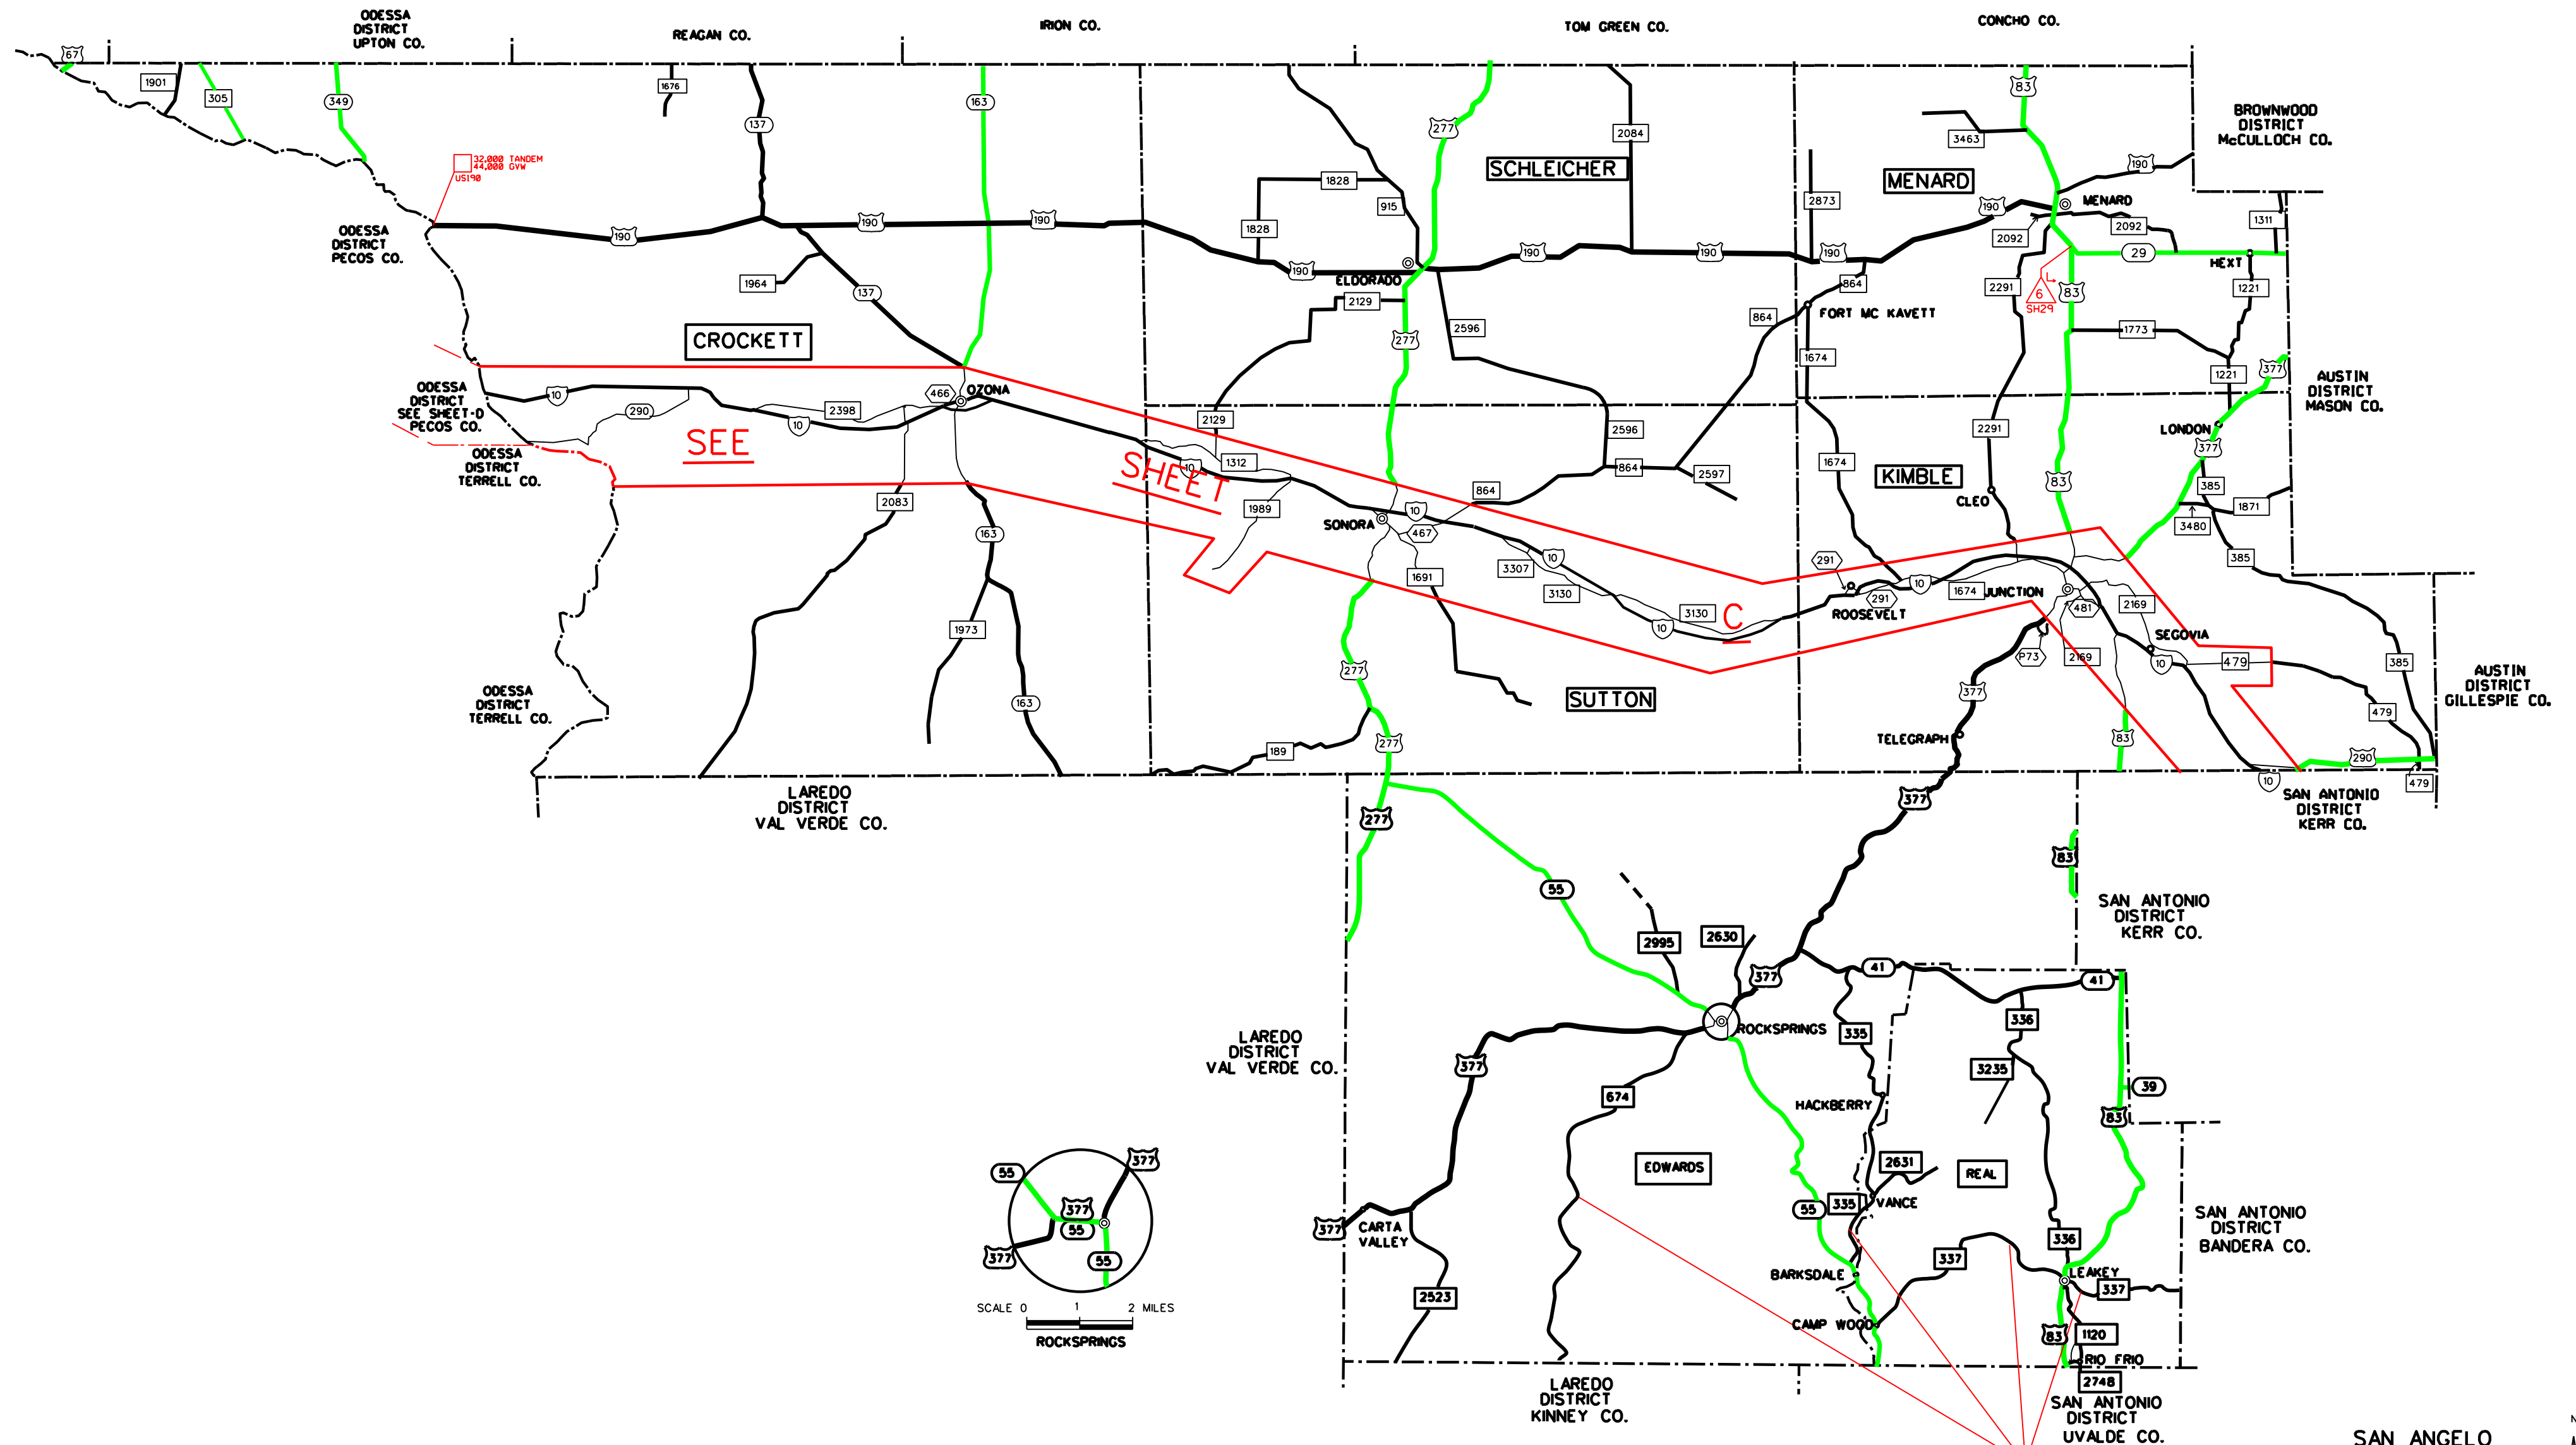 ODESSA
DISTRICT
UPTON CO.
REAGAN CO.
IRION CO.
TOM GREEN CO.
CONCHO CO.
67
1901
305
349
1676
137
163
277
2084
83
3463
BROWNWOOD
DISTRICT
McCULLOCH CO.
32,000 TANDEM
44,000 GVW
US190
SCHLEICHER
MENARD
190
1828
915
2873
190
MENARD
2092
2092
1311
ODESSA
DISTRICT
PECOS CO.
190
190
190
1828
190
190
190
190
190
29
HEXT
ELDORADO
1964
137
2129
2596
277
864
864
FORT MC KAVETT
2291
6
SH29
83
1221
1773
CROCKETT
1674
377
1221
ODESSA
DISTRICT
SEE SHEET-D
PECOS CO.
AUSTIN
DISTRICT
MASON CO.
10
290
2398
10
466
OZONA
2129
2596
2291
LONDON
377
SEE
SHEET
C
ODESSA
DISTRICT
TERRELL CO.
10
1312
864
2597
1674
KIMBLE
83
CLEO
385
1871
3480
2083
1989
864
SONORA
10
467
163
385
3307
10
1691
3130
3130
10
291
291
ROOSEVELT
10
1674
JUNCTION
481
2169
SEGOVIA
1973
P73
2169
10
479
385
277
377
ODESSA
DISTRICT
TERRELL CO.
163
SUTTON
AUSTIN
DISTRICT
GILLESPIE CO.
479
189
277
TELEGRAPH
83
290
10
479
LAREDO
DISTRICT
VAL VERDE CO.
277
377
SAN ANTONIO
DISTRICT
KERR CO.
83
55
SAN ANTONIO
DISTRICT
KERR CO.
2995
2630
377
41
41
ROCKSPRINGS
335
336
LAREDO
DISTRICT
VAL VERDE CO.
377
3235
674
HACKBERRY
39
83
55
377
377
55
377
55
EDWARDS
2631
REAL
335
VANCE
55
377
CARTA
VALLEY
336
SAN ANTONIO
DISTRICT
BANDERA CO.
337
BARKSDALE
LEAKEY
337
2523
SCALE 0 1 2 MILES
ROCKSPRINGS
CAMP WOOD
83
1120
RIO FRIO
2748
LAREDO
DISTRICT
KINNEY CO.
SAN ANTONIO
DISTRICT
UVALDE CO.
SAN ANGELO